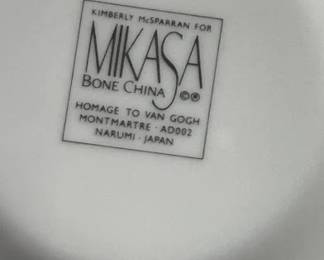 KIMBERLY McSPARRAN FOR
MIKASA
BONE CHINA ©®
HOMAGE TO VAN GOGH
MONTMARTRE · AD002
NARUMI · JAPAN